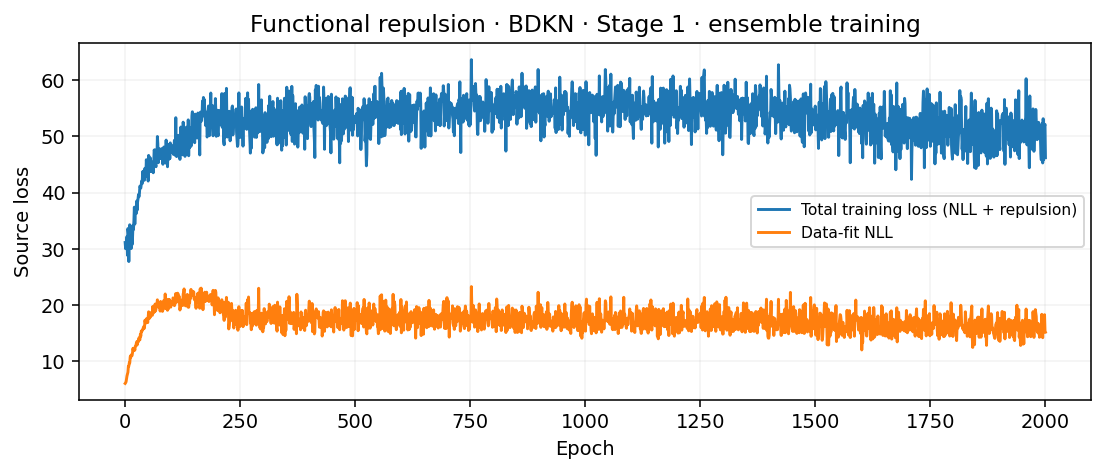 Functional repulsion · BDKN · Stage 1 · ensemble training
Source loss
60
50
40
30
20
10
Total training loss (NLL + repulsion)
Data-fit NLL
0 250 500 750 1000 1250 1500 1750 2000
Epoch